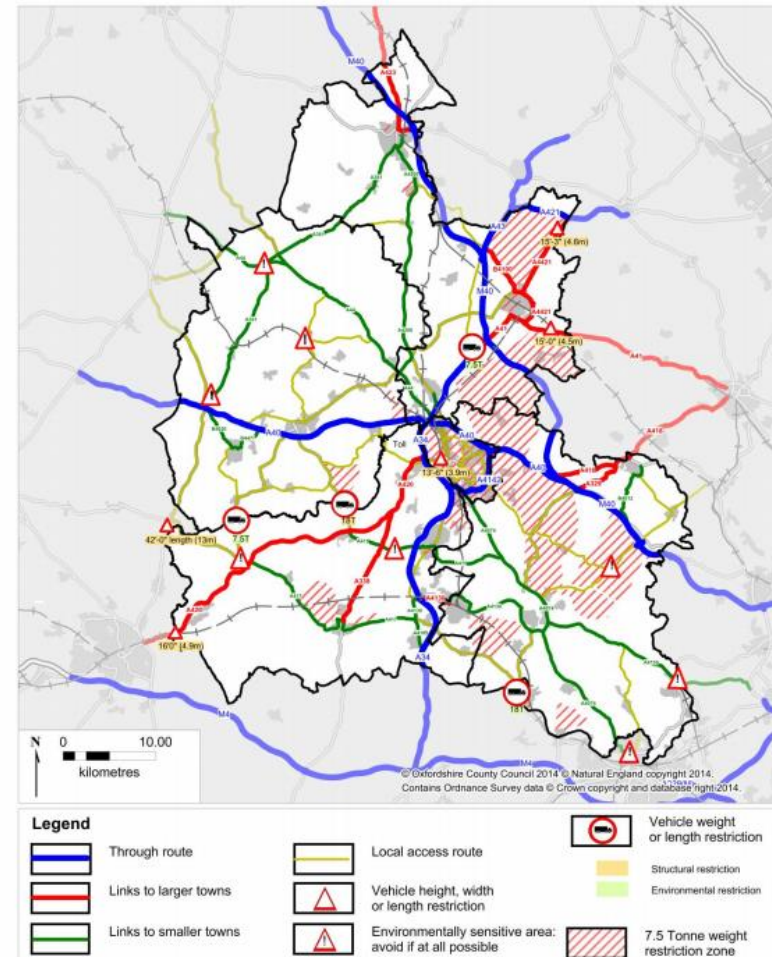 M40
A423
A421
A43
15'-3" (4.6m)
B4100
A4421
M40
A4421
A41
15'-0" (4.5m)
7.5T
A41
A418
A40
A34
A40
Toll
13'-6" (3.9m)
A40
A418
A329
A420
A4142
M40
18T
7.5T
42'-0" length (13m)
A338
A420
16'0" (4.9m)
A34
18T
M4
M4
N
0 10.00
kilometres
© Oxfordshire County Council 2014 © Natural England copyright 2014.
Contains Ordnance Survey data © Crown copyright and database right 2014.
Legend
Through route
Links to larger towns
Links to smaller towns
Local access route
Vehicle height, width
or length restriction
Environmentally sensitive area:
avoid if at all possible
Vehicle weight
or length restriction
Structural restriction
Environmental restriction
7.5 Tonne weight
restriction zone